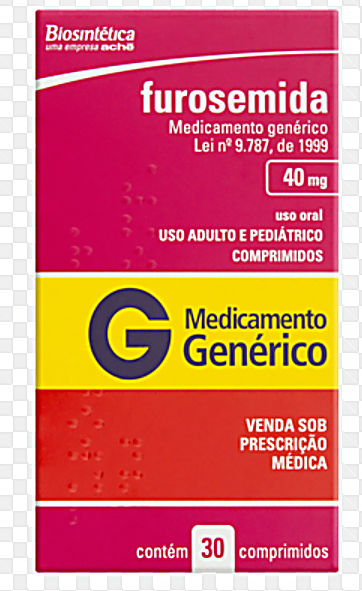 Biosintética
uma empresa achē
furosemida
Medicamento genérico
Lei nº 9.787, de 1999
40 mg
uso oral
USO ADULTO E PEDIÁTRICO
COMPRIMIDOS
G Medicamento
Genérico
VENDA SOB
PRESCRIÇÃO
MÉDICA
contém 30 comprimidos